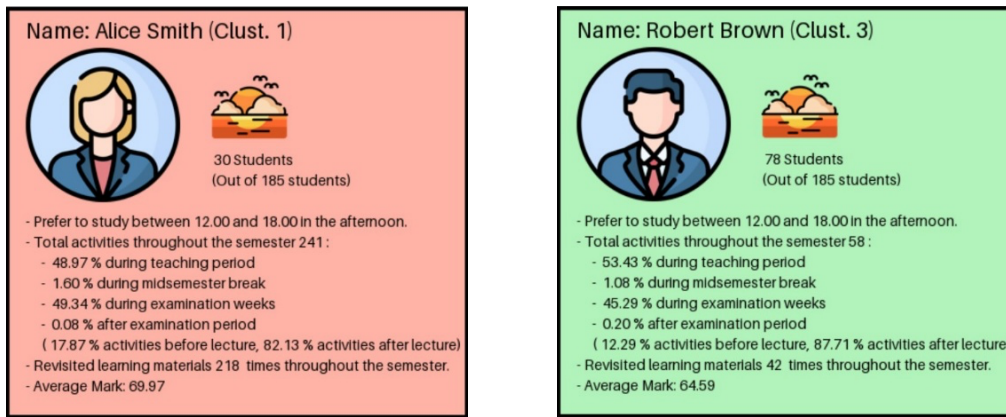 Name: Alice Smith (Clust. 1)
30 Students
(Out of 185 students)
- Prefer to study between 12.00 and 18.00 in the afternoon.
- Total activities throughout the semester 241 :
- 48.97 % during teaching period
- 1.60 % during midsemester break
- 49.34 % during examination weeks
- 0.08 % after examination period
( 17.87 % activities before lecture, 82.13 % activities after lecture)
- Revisited learning materials 218 times throughout the semester.
- Average Mark: 69.97
Name: Robert Brown (Clust. 3)
78 Students
(Out of 185 students)
- Prefer to study between 12.00 and 18.00 in the afternoon.
- Total activities throughout the semester 58 :
- 53.43 % during teaching period
- 1.08 % during midsemester break
- 45.29 % during examination weeks
- 0.20 % after examination period
( 12.29 % activities before lecture, 87.71 % activities after lecture
- Revisited learning materials 42 times throughout the semester.
- Average Mark: 64.59